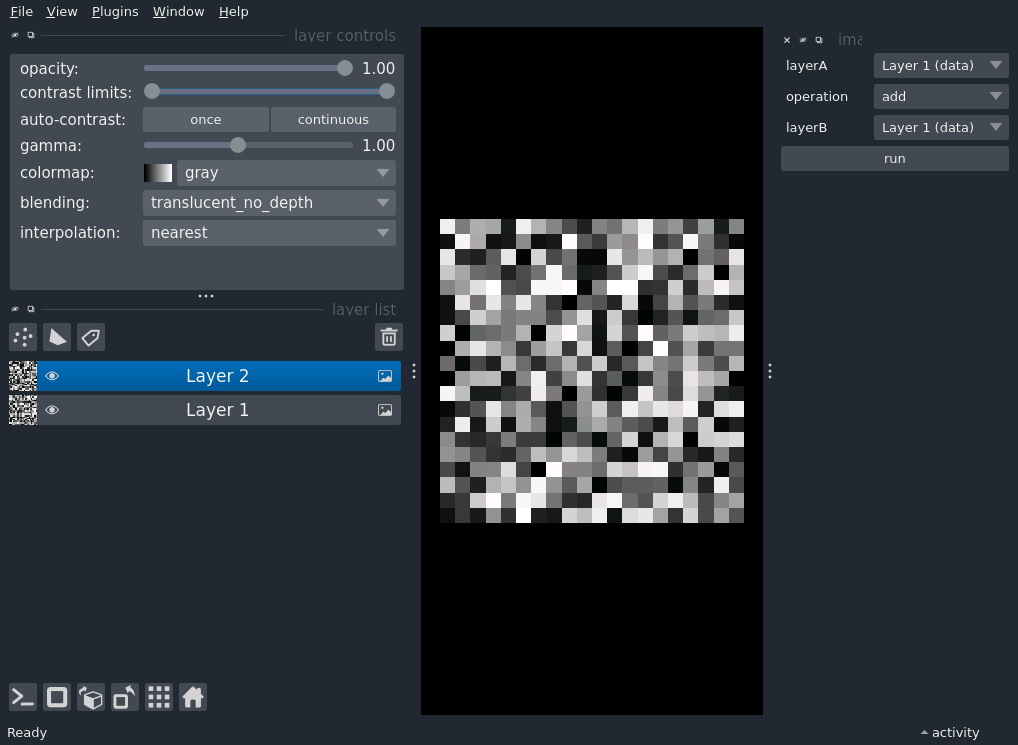 File View Plugins Window Help
layer controls
opacity: 1.00
contrast limits:
auto-contrast: once continuous
gamma: 1.00
colormap: gray
blending: translucent_no_depth
interpolation: nearest
layer list
Layer 2
Layer 1
ima
layerA Layer 1 (data)
operation add
layerB Layer 1 (data)
run
Ready
activity